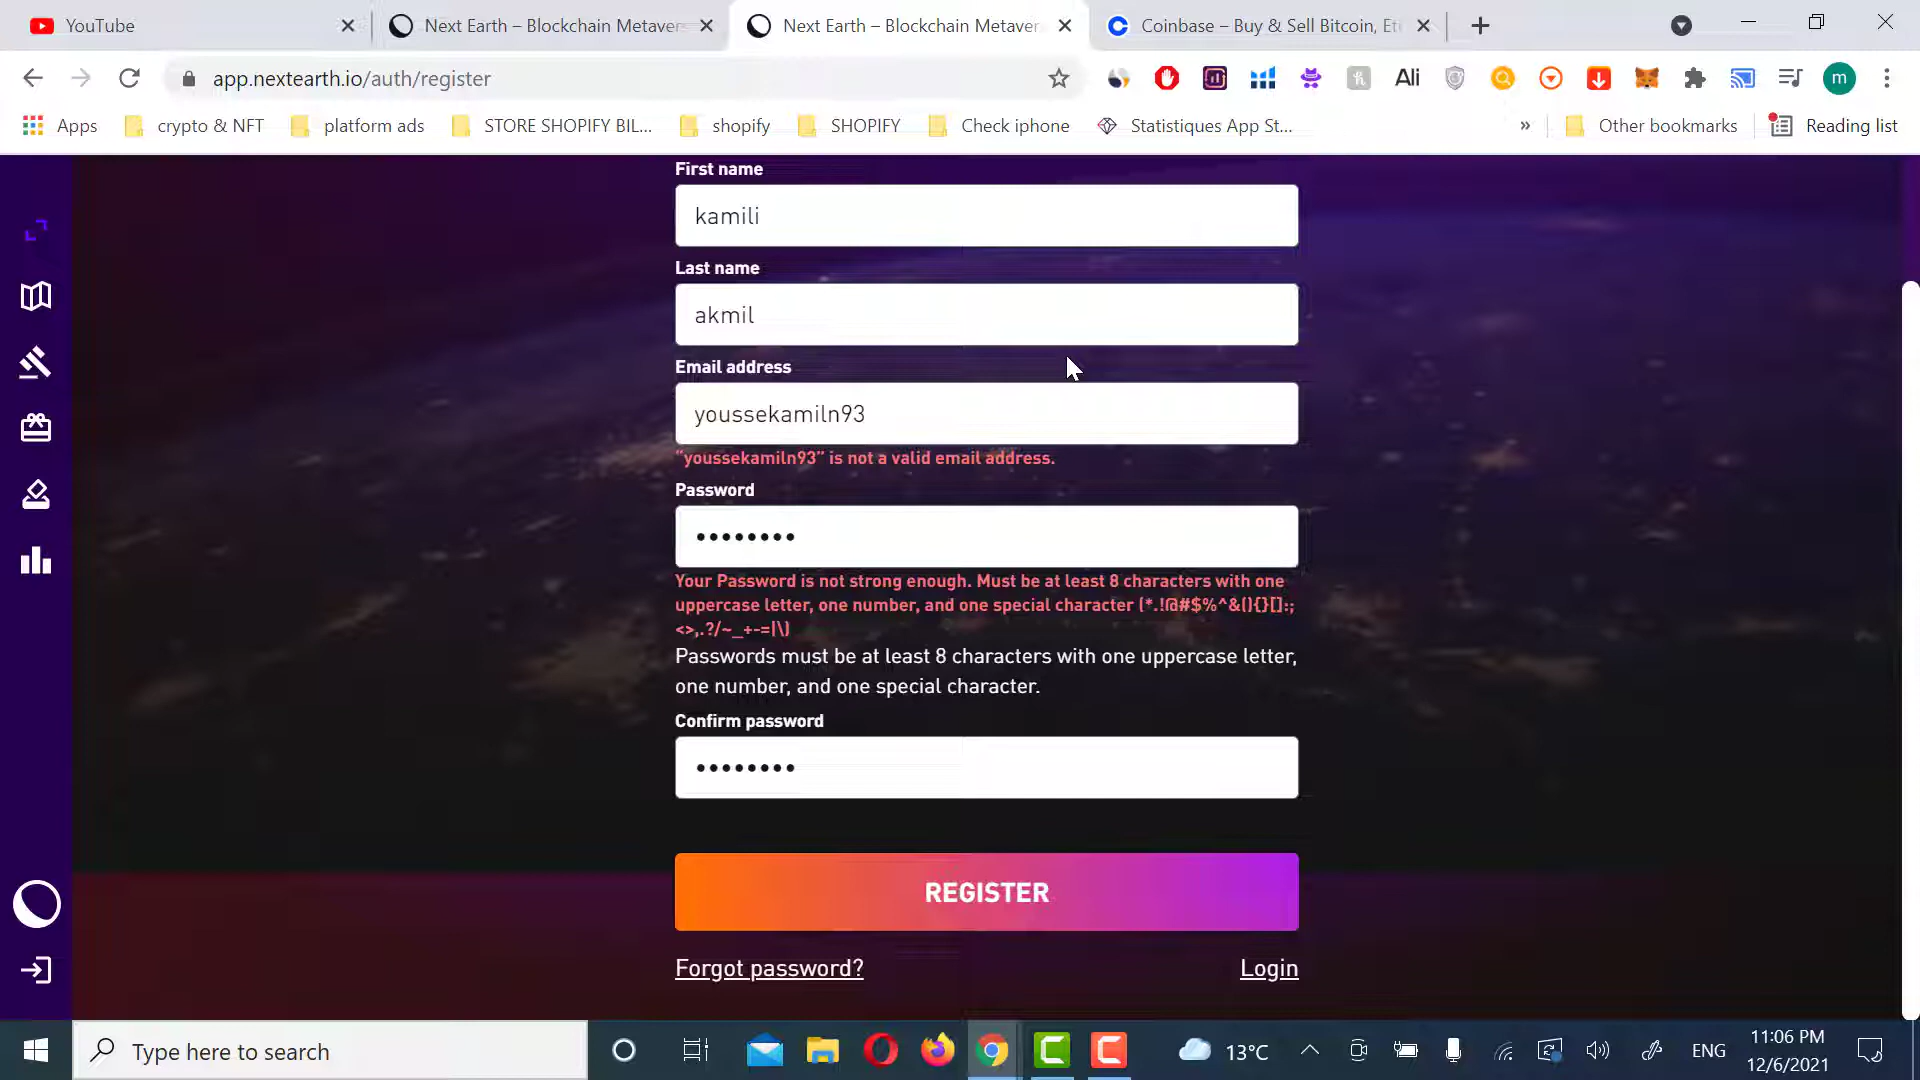 YouTube
Next Earth – Blockchain Metavers
Next Earth – Blockchain Metaver
Coinbase – Buy & Sell Bitcoin, Et
app.nextearth.io/auth/register
Ali
m
Apps
crypto & NFT
platform ads
STORE SHOPIFY BIL...
shopify
SHOPIFY
Check iphone
Statistiques App St...
»
Other bookmarks
Reading list
First name
kamili
Last name
akmil
Email address
youssekamiln93
“youssekamiln93” is not a valid email address.
Password
••••••••
Your Password is not strong enough. Must be at least 8 characters with one
uppercase letter, one number, and one special character (*.!@#$%^&(){}[]:;
<>,.?/~_+-=|\)
Passwords must be at least 8 characters with one uppercase letter,
one number, and one special character.
Confirm password
••••••••
REGISTER
Forgot password?
Login
Type here to search
13°C
ENG
11:06 PM
12/6/2021